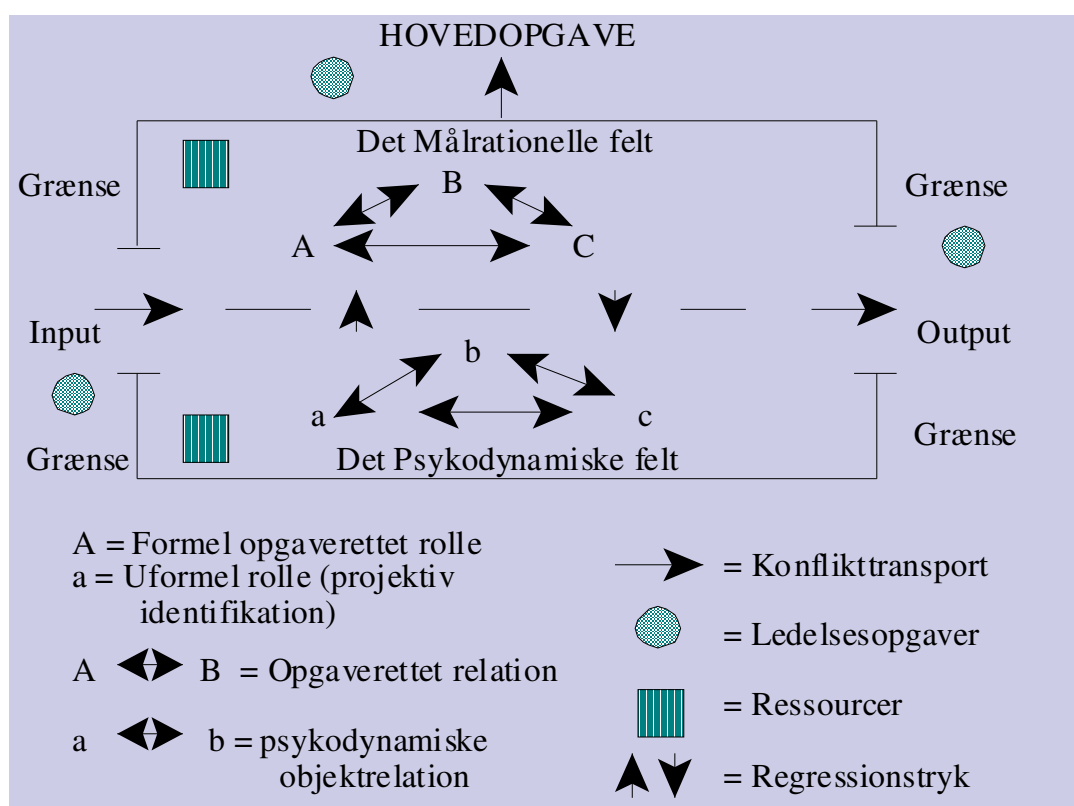 HOVEDOPGAVE
Det Målrationelle felt
Grænse
Grænse
B
A
C
Input
Output
b
a
c
Grænse
Grænse
Det Psykodynamiske felt
A = Formel opgaverettet rolle
a = Uformel rolle (projektiv
identifikation)
A B = Opgaverettet relation
a b = psykodynamiske
objektrelation
= Konflikttransport
= Ledelsesopgaver
= Ressourcer
= Regressionstryk